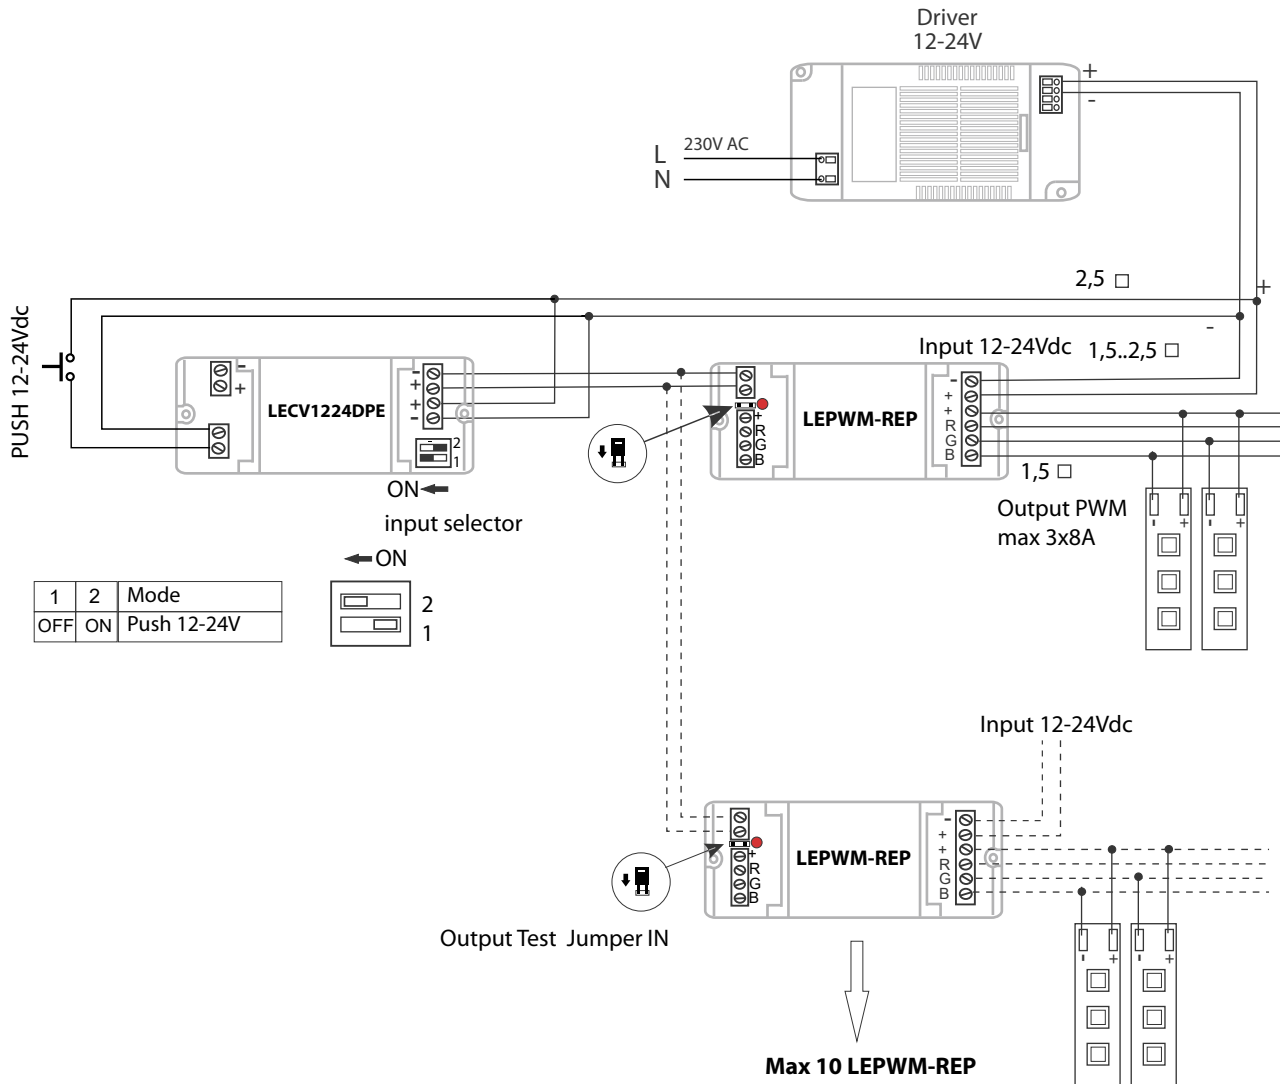 Driver
12-24V
+
-
L 230V AC
N
2,5 □
+
-
PUSH 12-24Vdc
Input 12-24Vdc 1,5..2,5 □
-
+
LECV1224DPE
-
+
+
-
2
1
ON
input selector
ON
2
1
1 2 Mode
OFF ON Push 12-24V
LEPWM-REP
+
R
G
B
-
+
+
R
G
B
1,5 □
Output PWM
max 3x8A
- +
- +
Input 12-24Vdc
LEPWM-REP
+
R
G
B
-
+
+
R
G
B
Output Test Jumper IN
- +
- +
Max 10 LEPWM-REP